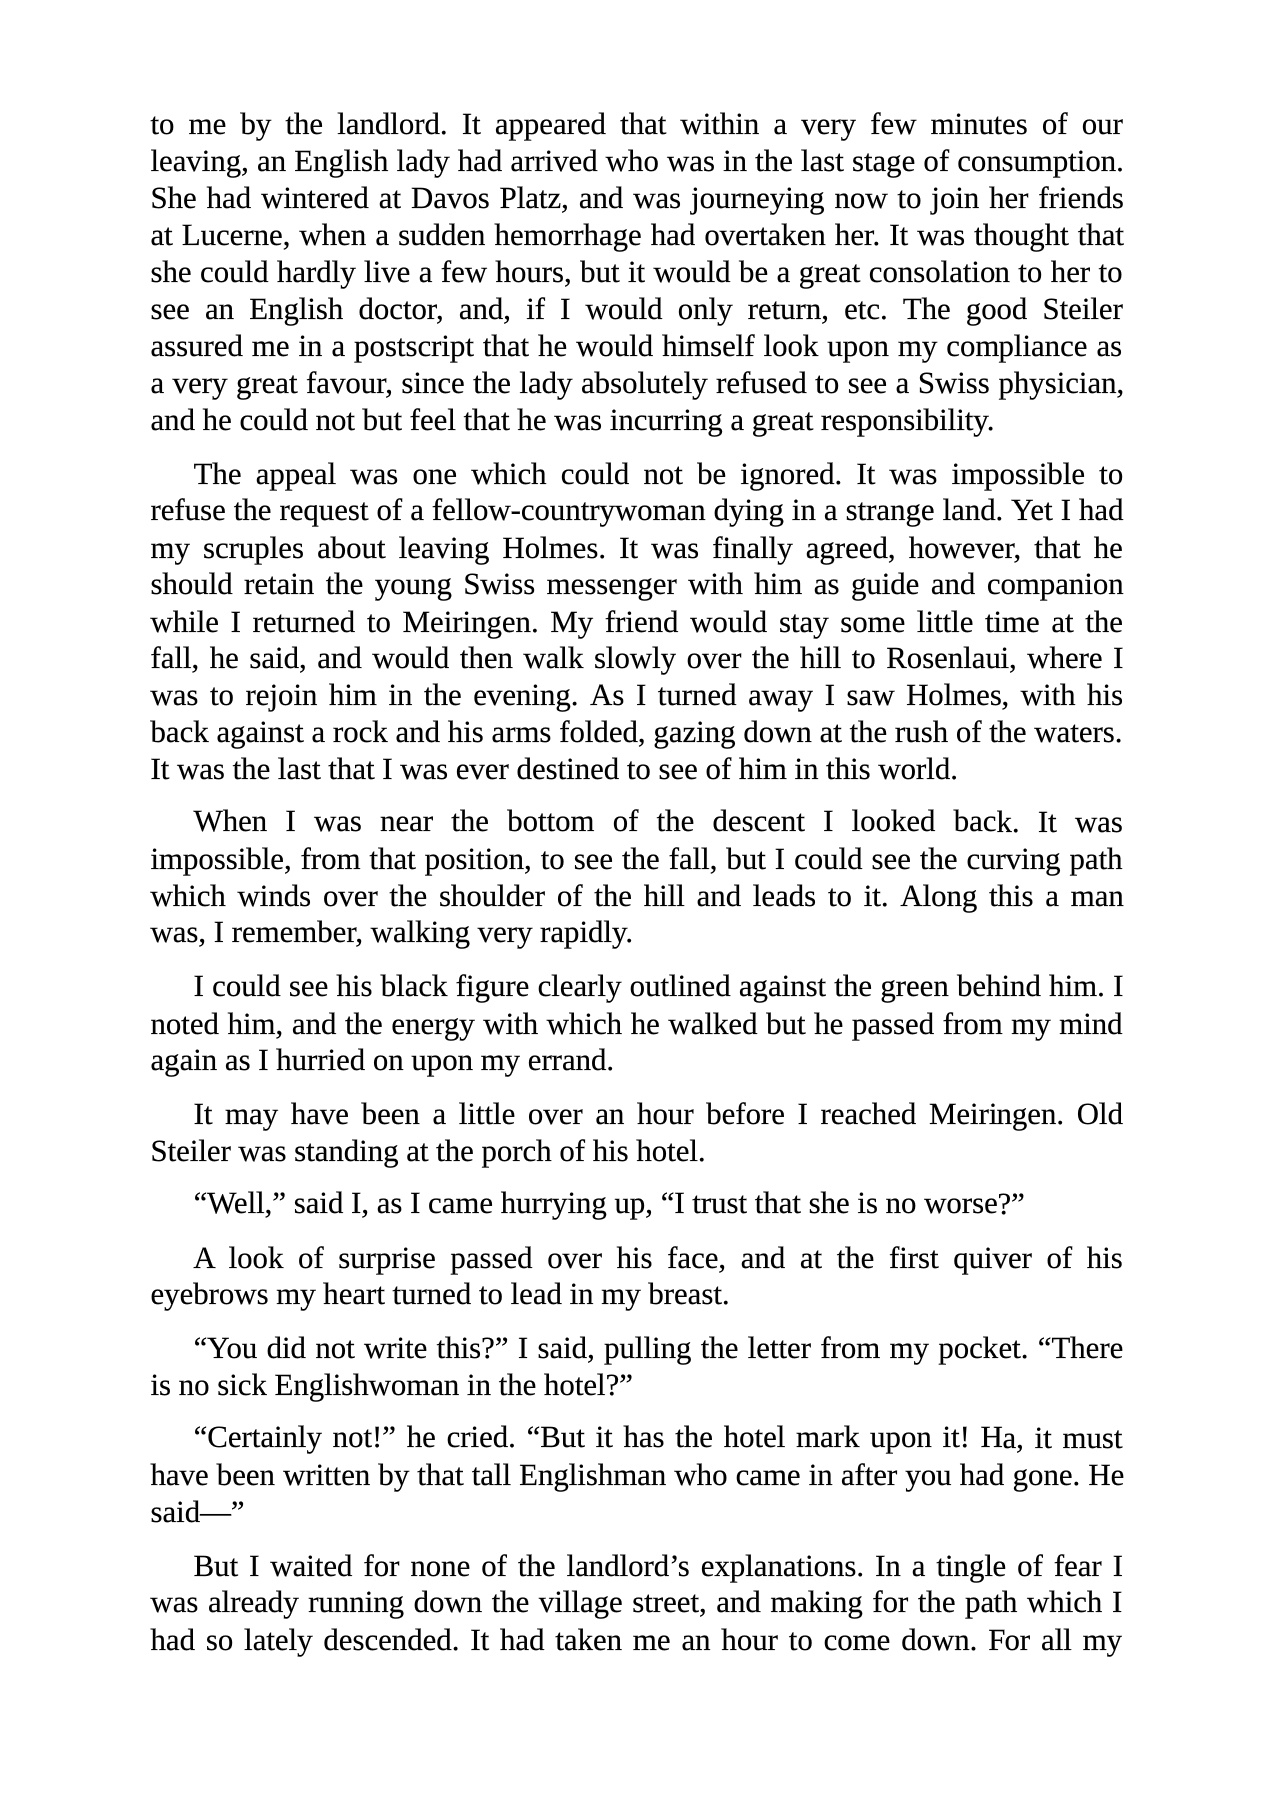 to me by the landlord. It appeared that within a very few minutes of our
leaving, an English lady had arrived who was in the last stage of consumption.
She had wintered at Davos Platz, and was journeying now to join her friends
at Lucerne, when a sudden hemorrhage had overtaken her. It was thought that
she could hardly live a few hours, but it would be a great consolation to her to
see an English doctor, and, if I would only return, etc. The good Steiler
assured me in a postscript that he would himself look upon my compliance as
a very great favour, since the lady absolutely refused to see a Swiss physician,
and he could not but feel that he was incurring a great responsibility.
The appeal was one which could not be ignored. It was impossible to
refuse the request of a fellow-countrywoman dying in a strange land. Yet I had
my scruples about leaving Holmes. It was finally agreed, however, that he
should retain the young Swiss messenger with him as guide and companion
while I returned to Meiringen. My friend would stay some little time at the
fall, he said, and would then walk slowly over the hill to Rosenlaui, where I
was to rejoin him in the evening. As I turned away I saw Holmes, with his
back against a rock and his arms folded, gazing down at the rush of the waters.
It was the last that I was ever destined to see of him in this world.
When I was near the bottom of the descent I looked back. It was
impossible, from that position, to see the fall, but I could see the curving path
which winds over the shoulder of the hill and leads to it. Along this a man
was, I remember, walking very rapidly.
I could see his black figure clearly outlined against the green behind him. I
noted him, and the energy with which he walked but he passed from my mind
again as I hurried on upon my errand.
It may have been a little over an hour before I reached Meiringen. Old
Steiler was standing at the porch of his hotel.
“Well,” said I, as I came hurrying up, “I trust that she is no worse?”
A look of surprise passed over his face, and at the first quiver of his
eyebrows my heart turned to lead in my breast.
“You did not write this?” I said, pulling the letter from my pocket. “There
is no sick Englishwoman in the hotel?”
“Certainly not!” he cried. “But it has the hotel mark upon it! Ha, it must
have been written by that tall Englishman who came in after you had gone. He
said—”
But I waited for none of the landlord’s explanations. In a tingle of fear I
was already running down the village street, and making for the path which I
had so lately descended. It had taken me an hour to come down. For all my